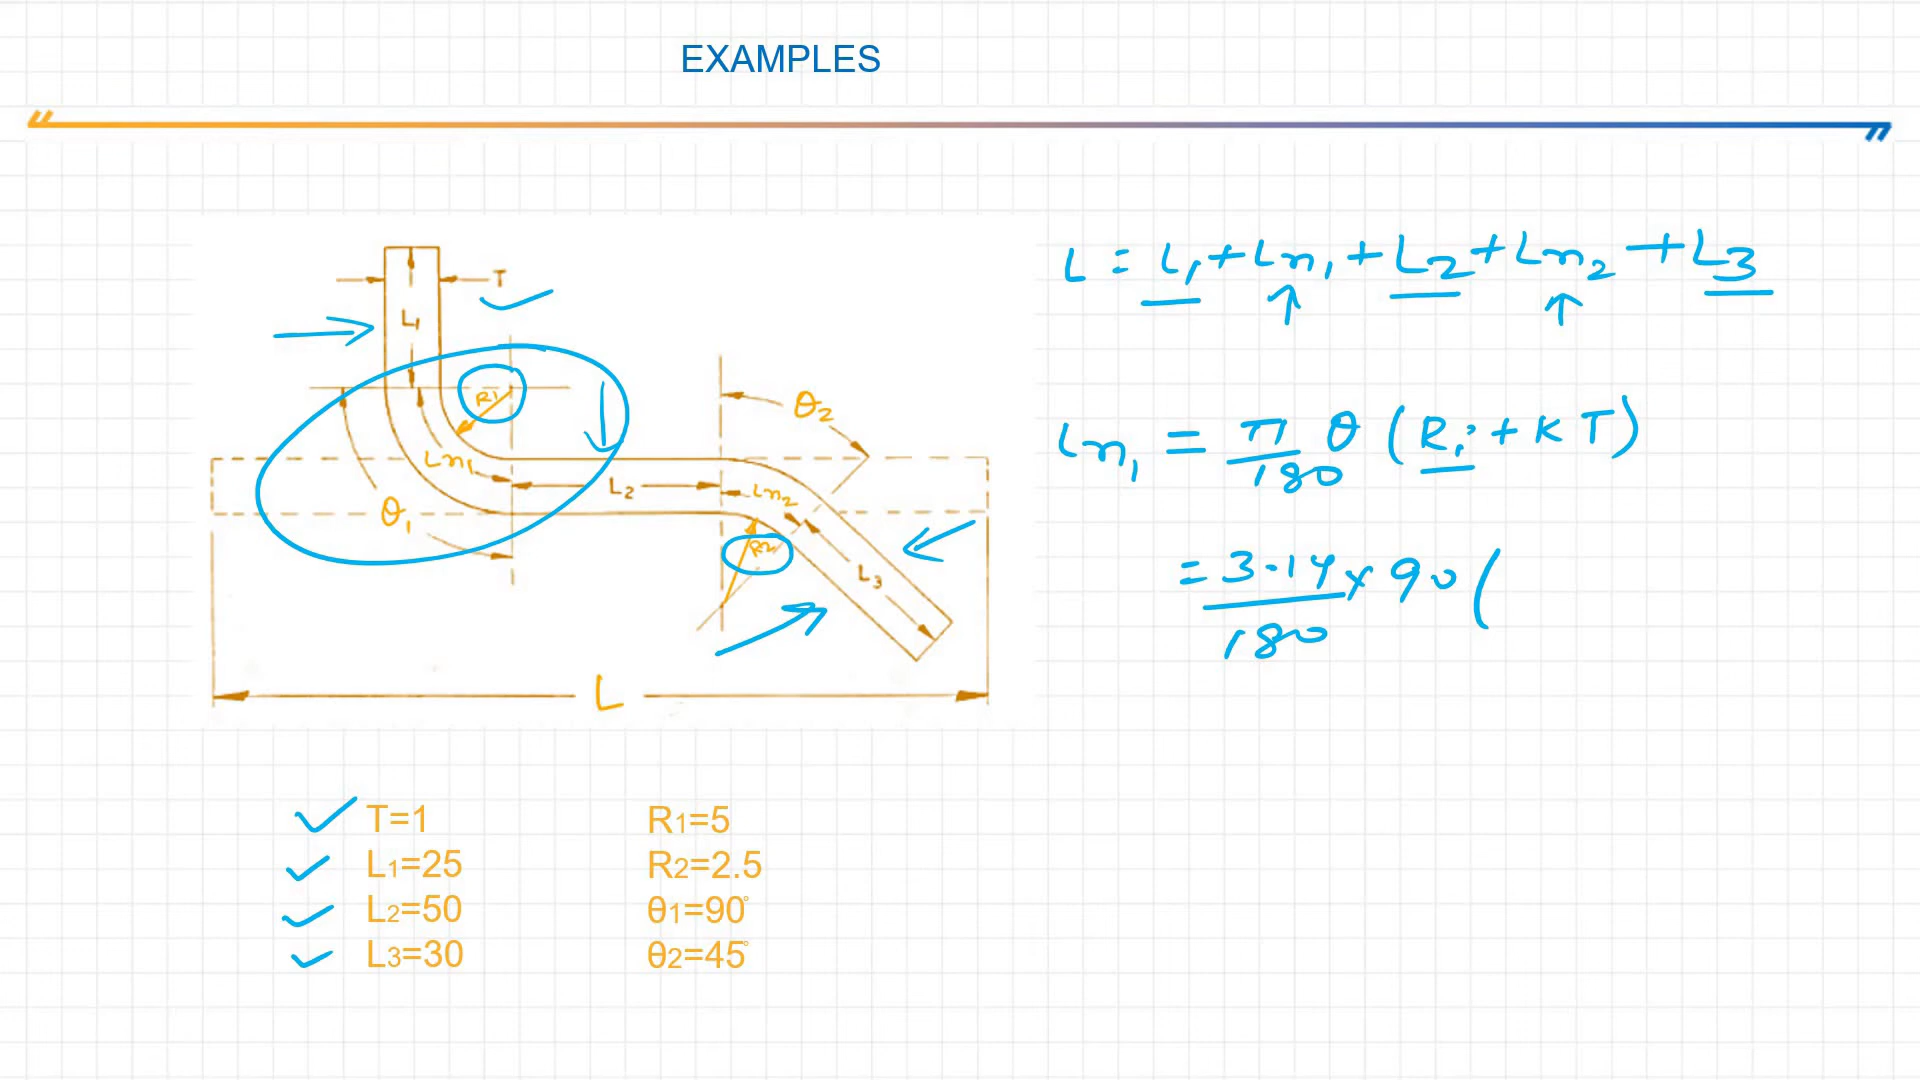 EXAMPLES
T
L1
R1
θ2
Ln1
L2
Ln2
θ1
R2
L3
L
L = L1 + Ln1 + L2 + Ln2 + L3
Ln1 = π/180 θ (Ri + K T)
= 3.14/180 × 90 (
T=1
L1=25
L2=50
L3=30
R1=5
R2=2.5
θ1=90°
θ2=45°